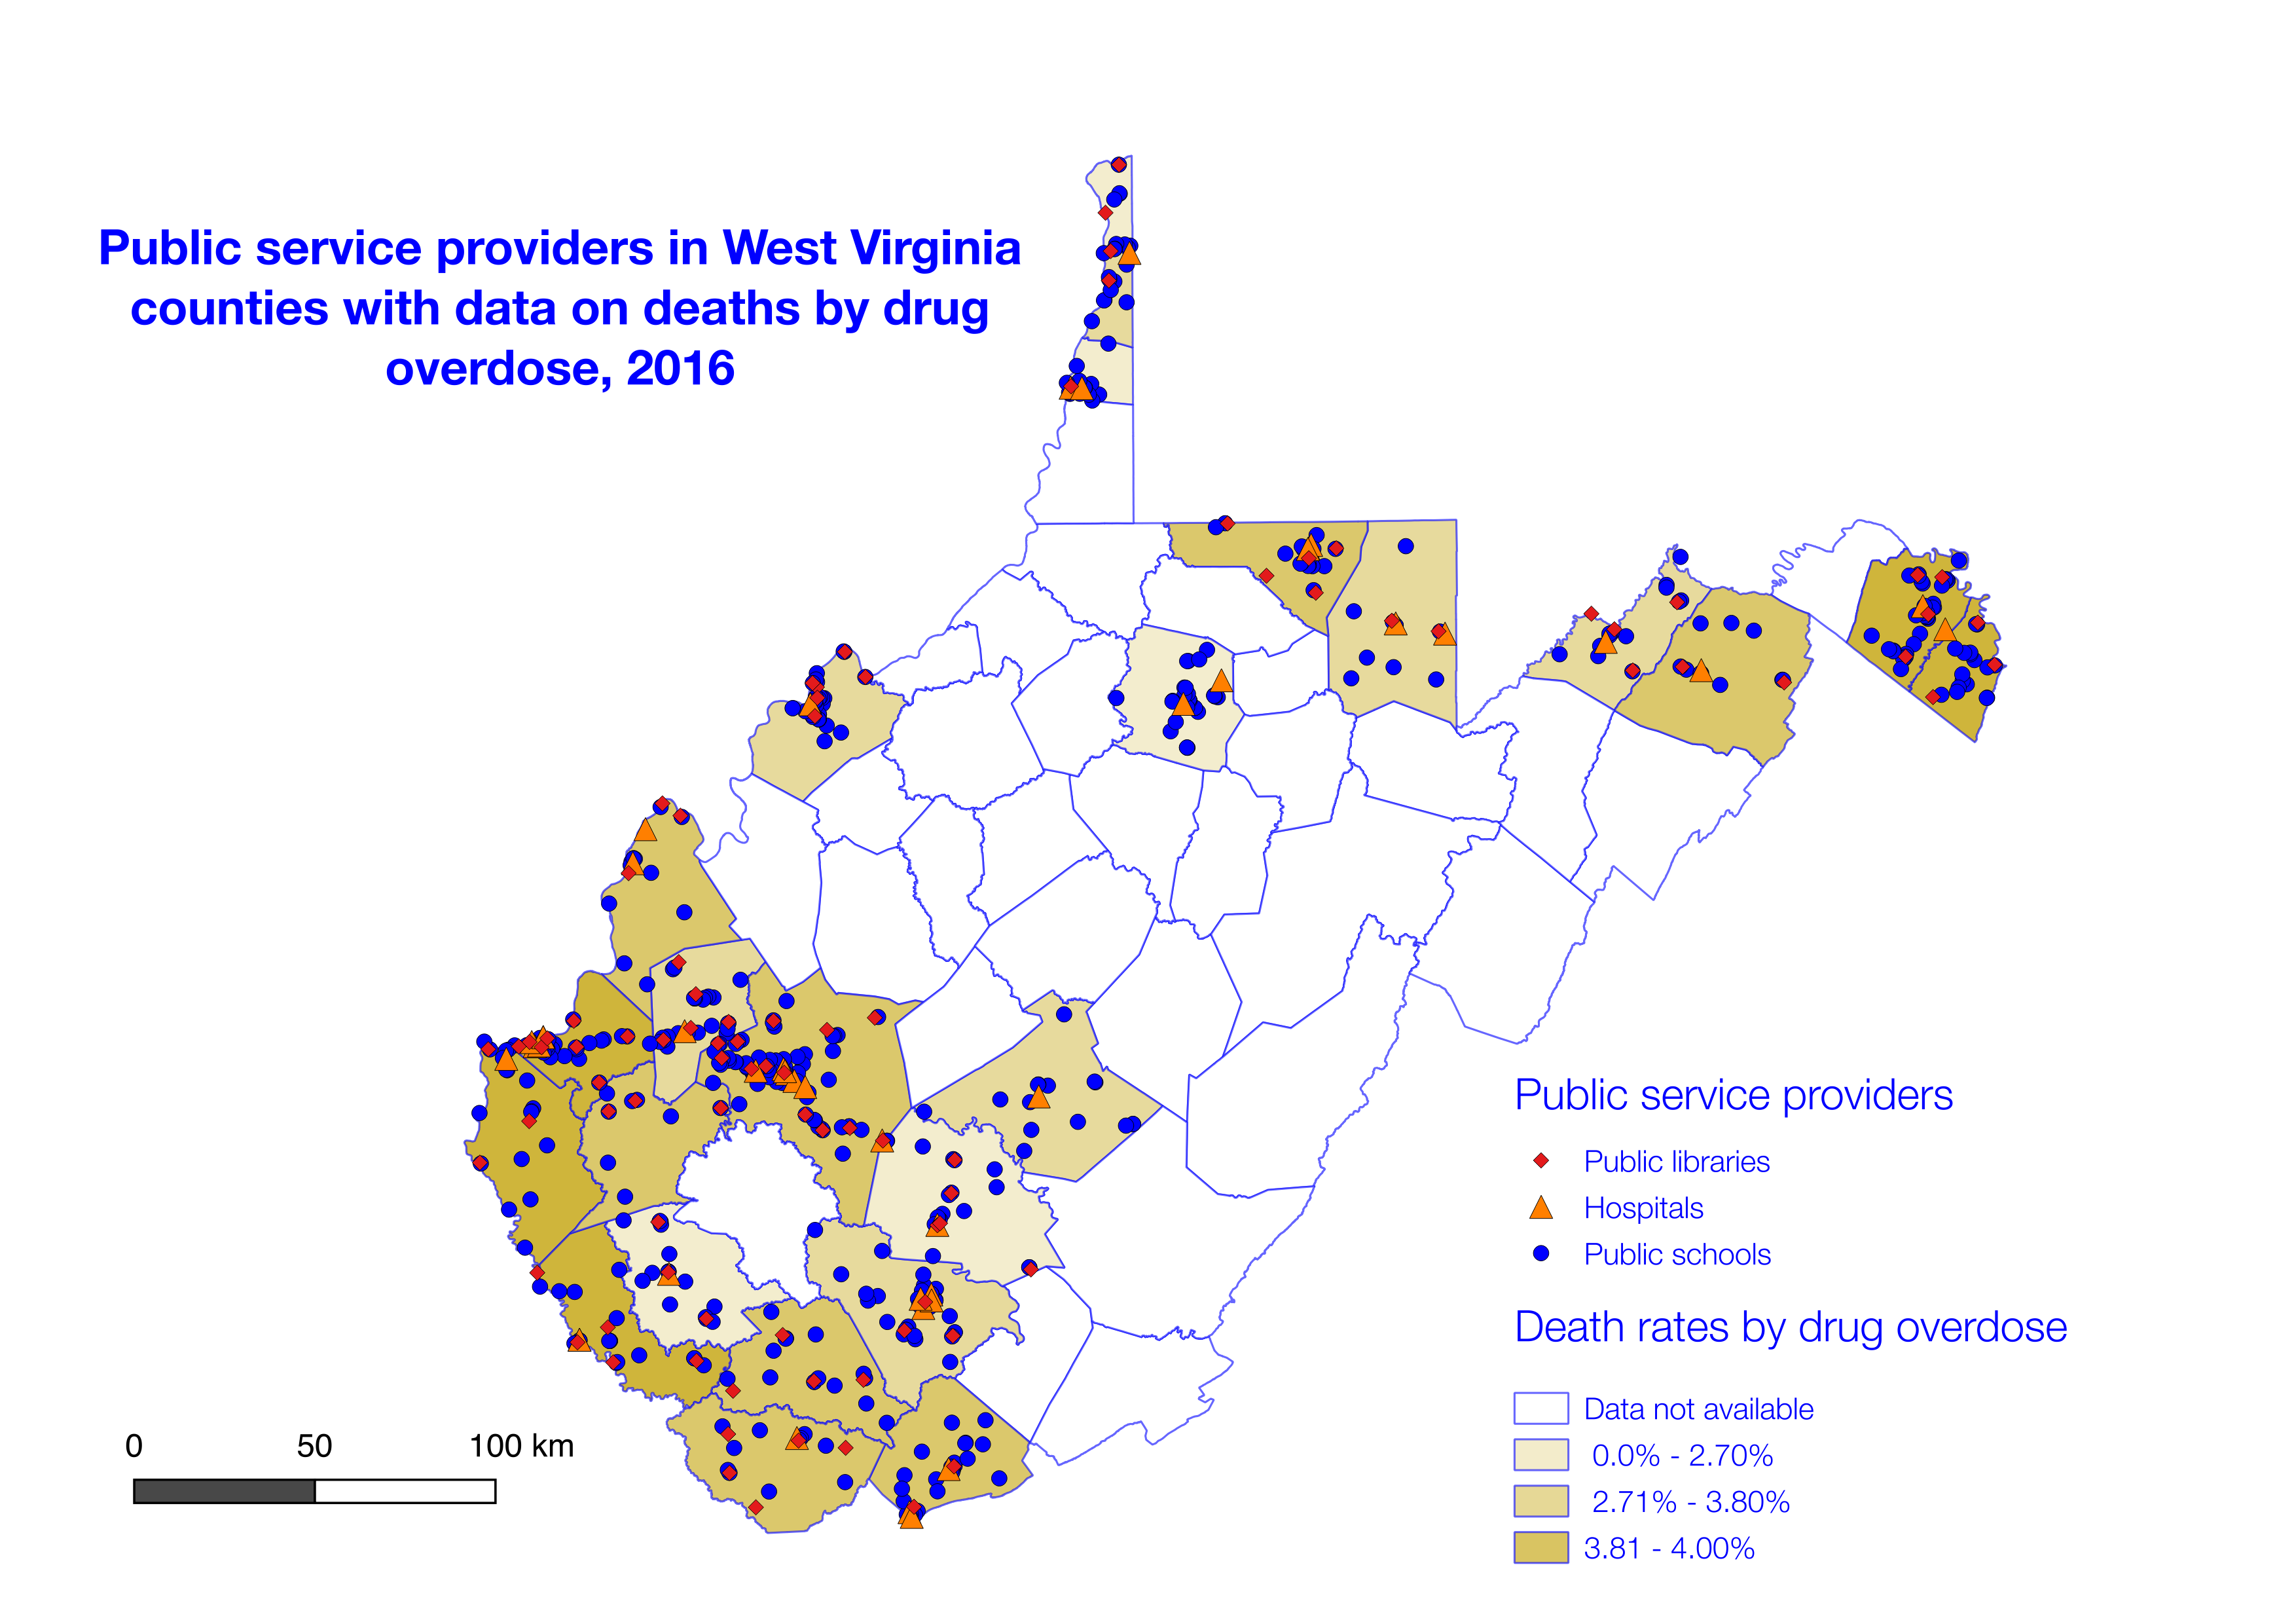 Public service providers in West Virginia
counties with data on deaths by drug
overdose, 2016
Public service providers
Public libraries
Hospitals
Public schools
Death rates by drug overdose
Data not available
0.0% - 2.70%
2.71% - 3.80%
3.81 - 4.00%
0 50 100 km